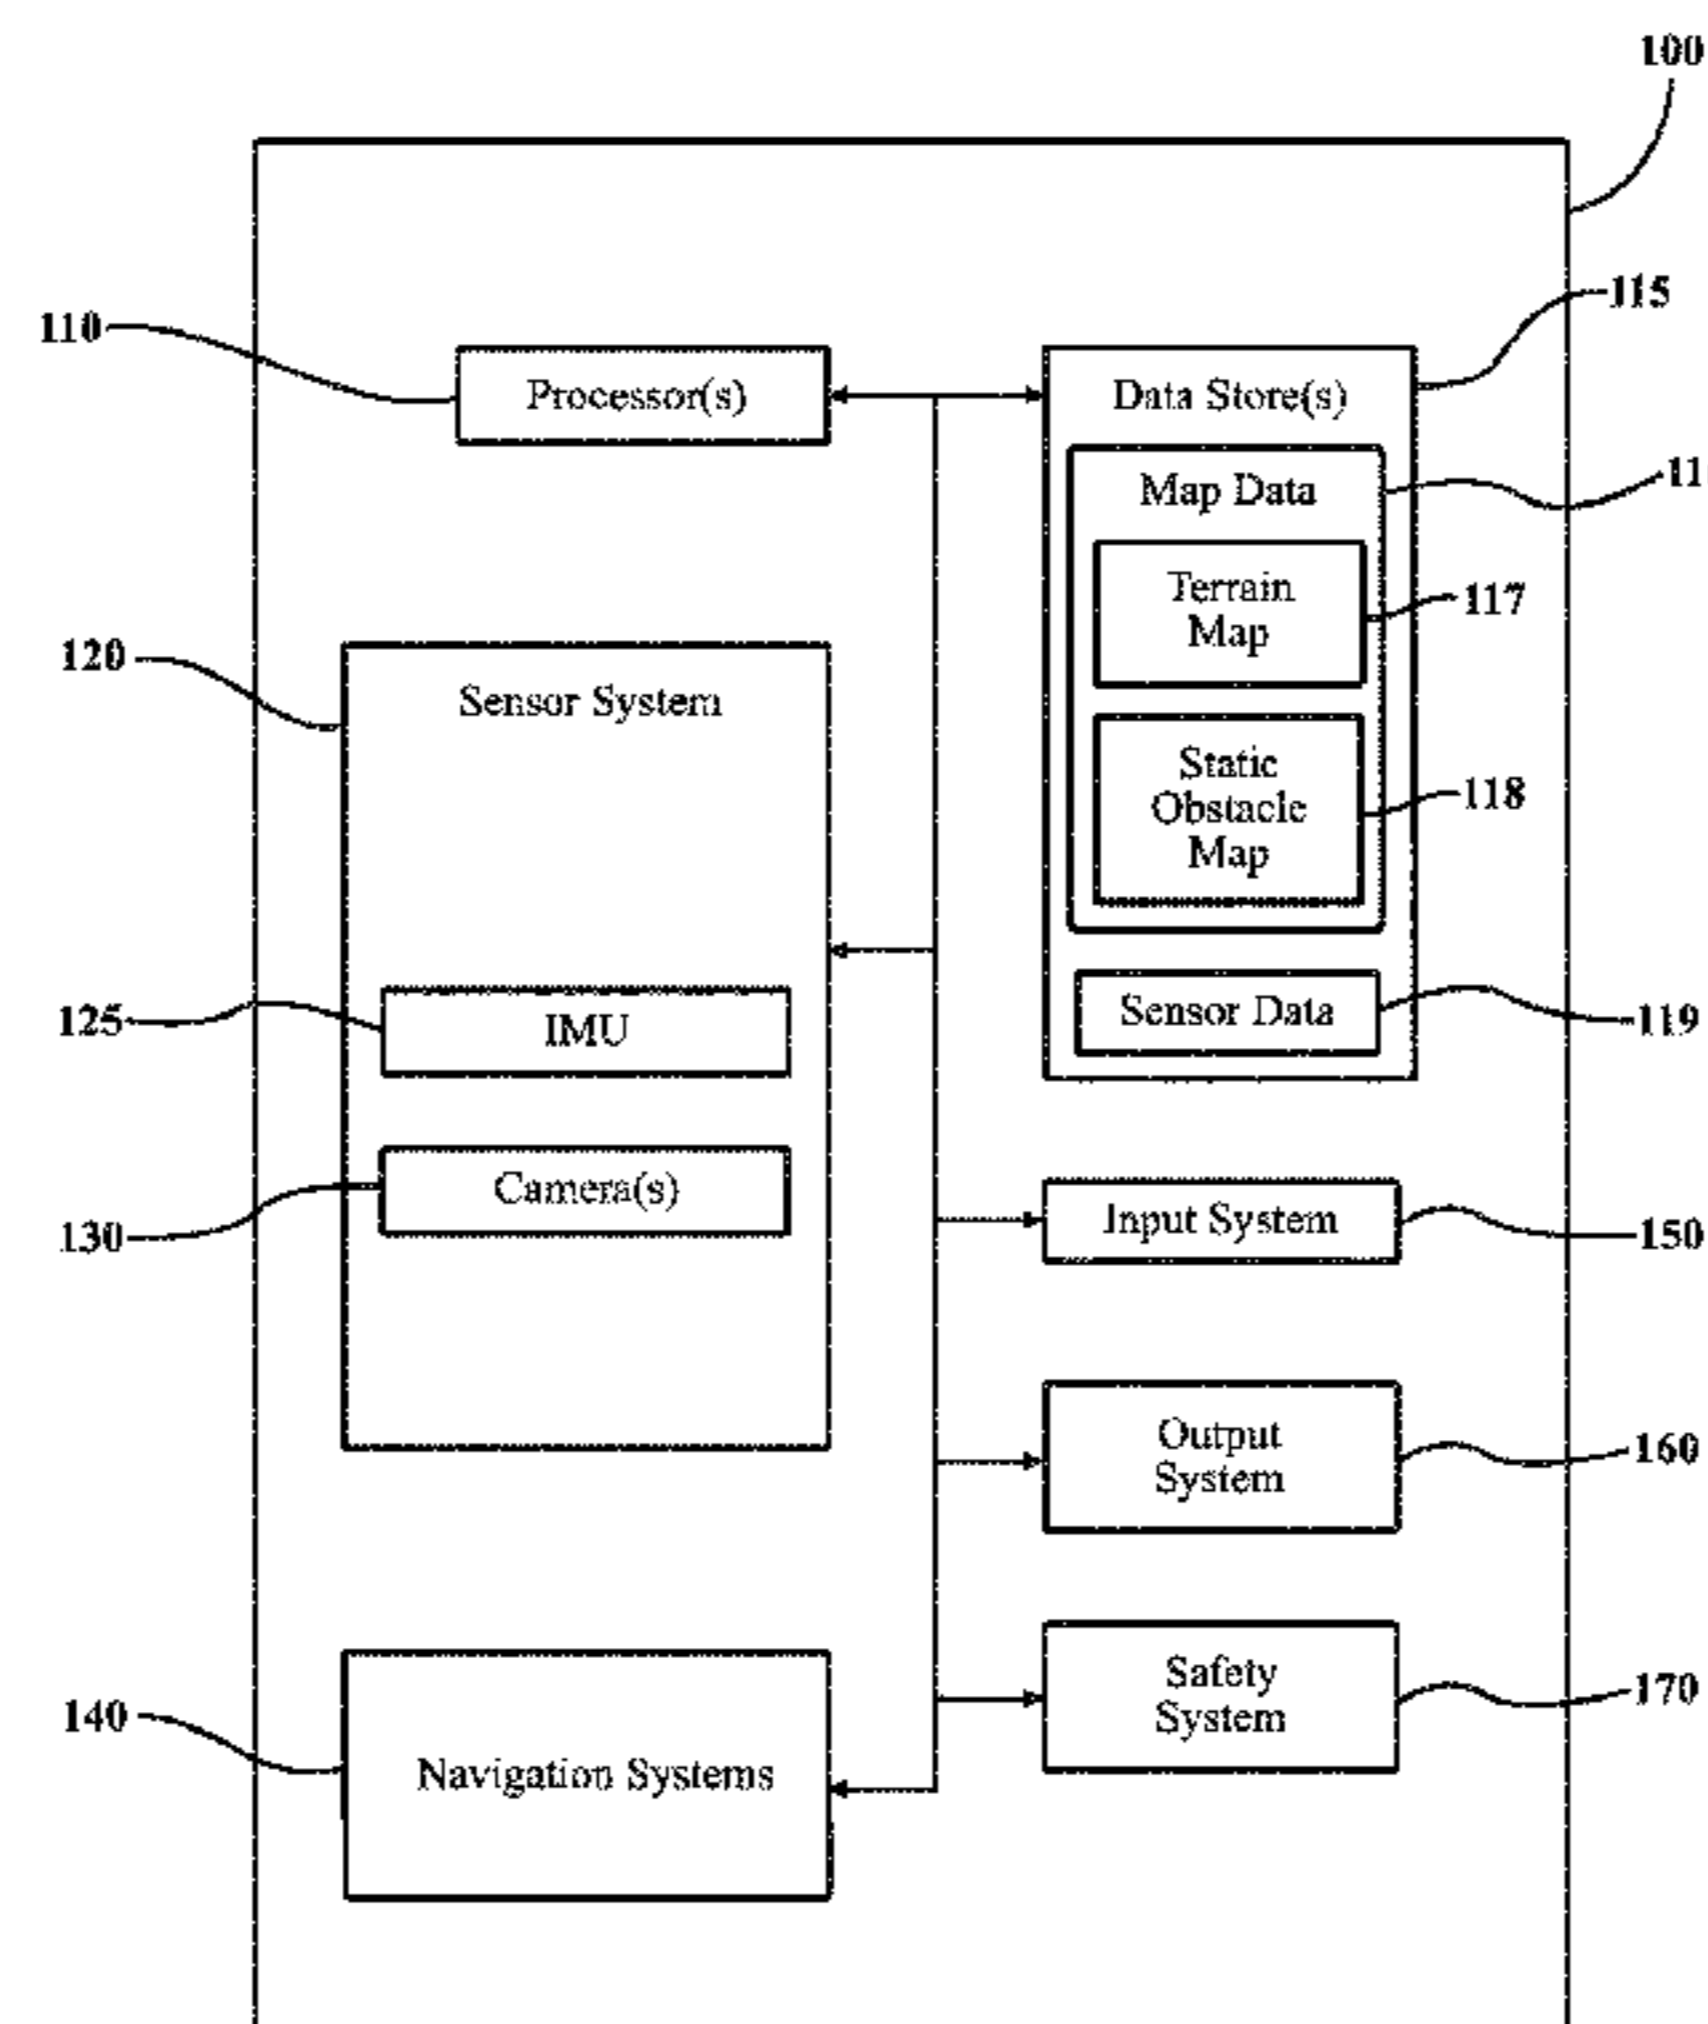 100
110
Processor(s)
Data Store(s)
115
Map Data
11
Terrain
Map
117
120
Sensor System
Static
Obstacle
Map
118
125
IMU
Sensor Data
119
130
Camera(s)
Input System
150
Output
System
160
140
Navigation Systems
Safety
System
170